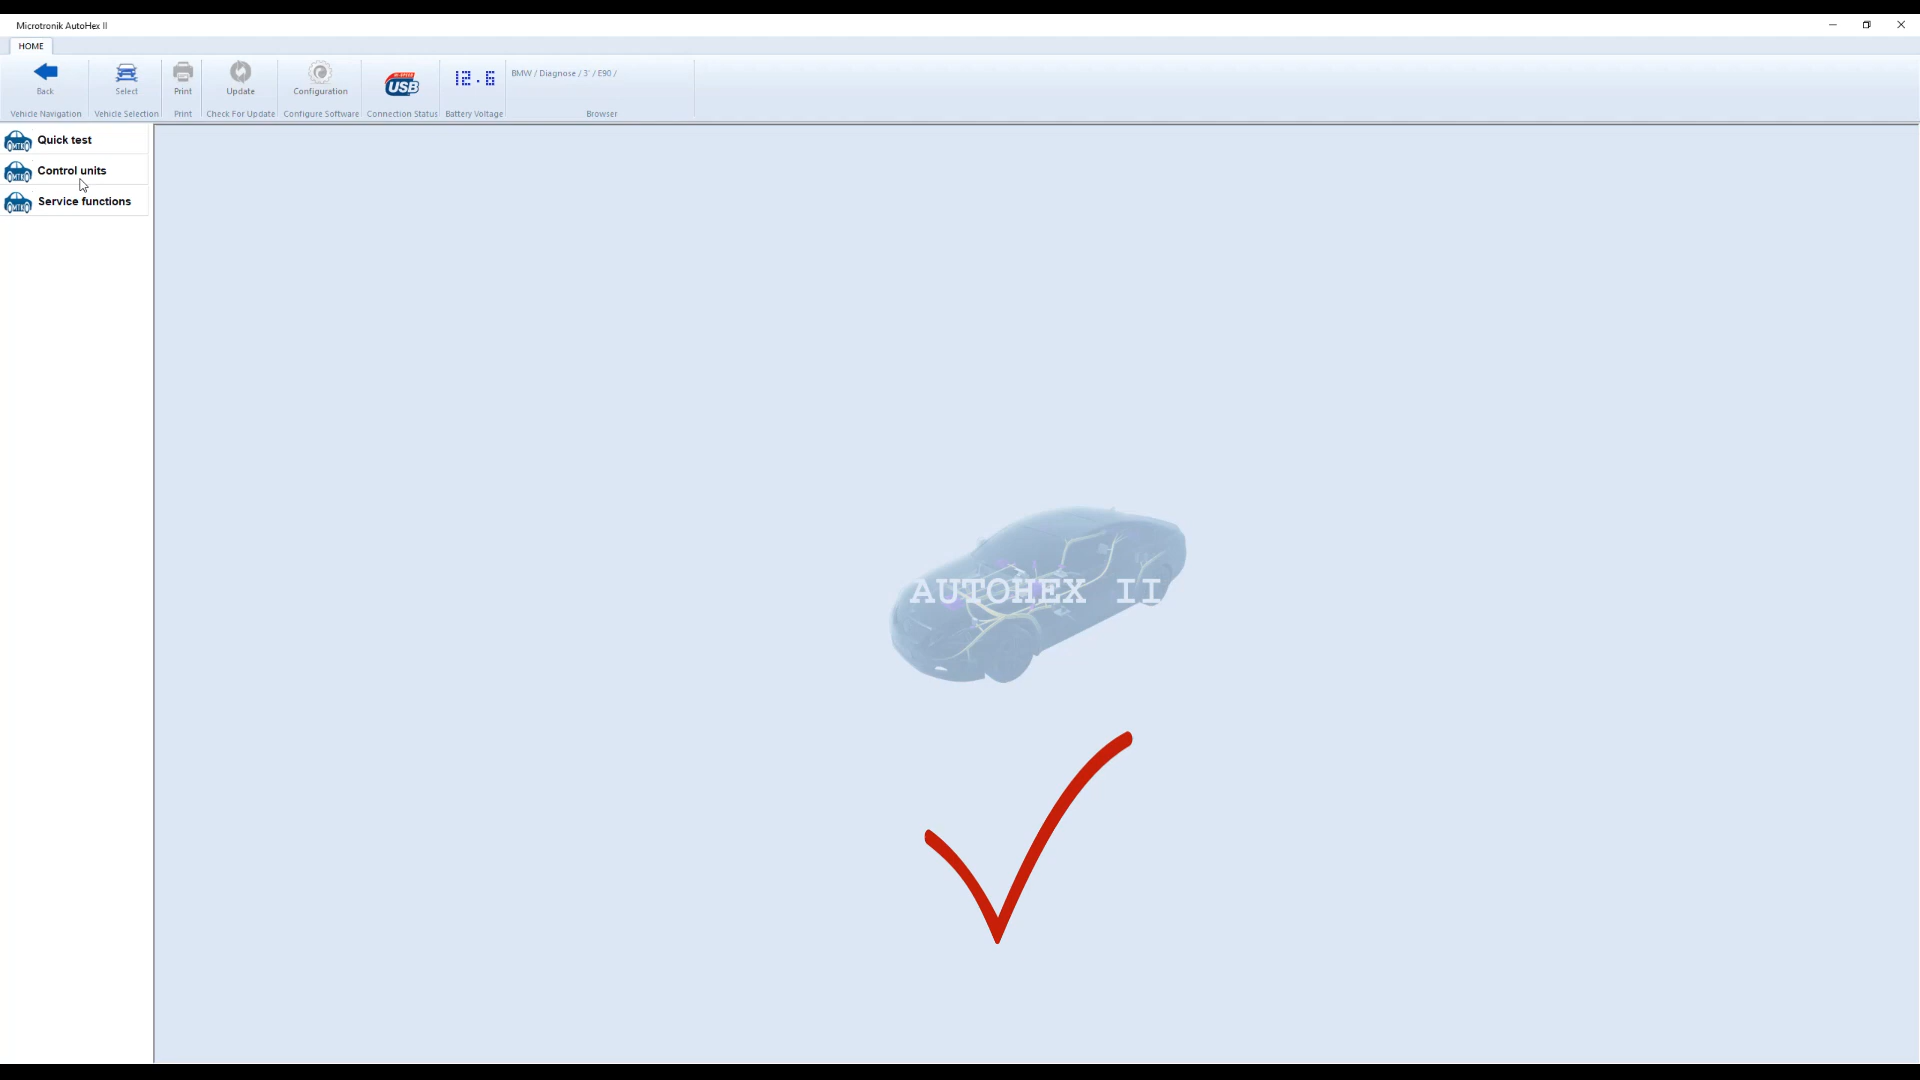 Microtronik AutoHex II
HOME
Back
Select
Print
Update
Configuration
HI-SPEED
USB
12.6
BMW / Diagnose / 3´ / E90 /
Vehicle Navigation
Vehicle Selection
Print
Check For Update
Configure Software
Connection Status
Battery Voltage
Browser
Quick test
Control units
Service functions
AUTOHEX II